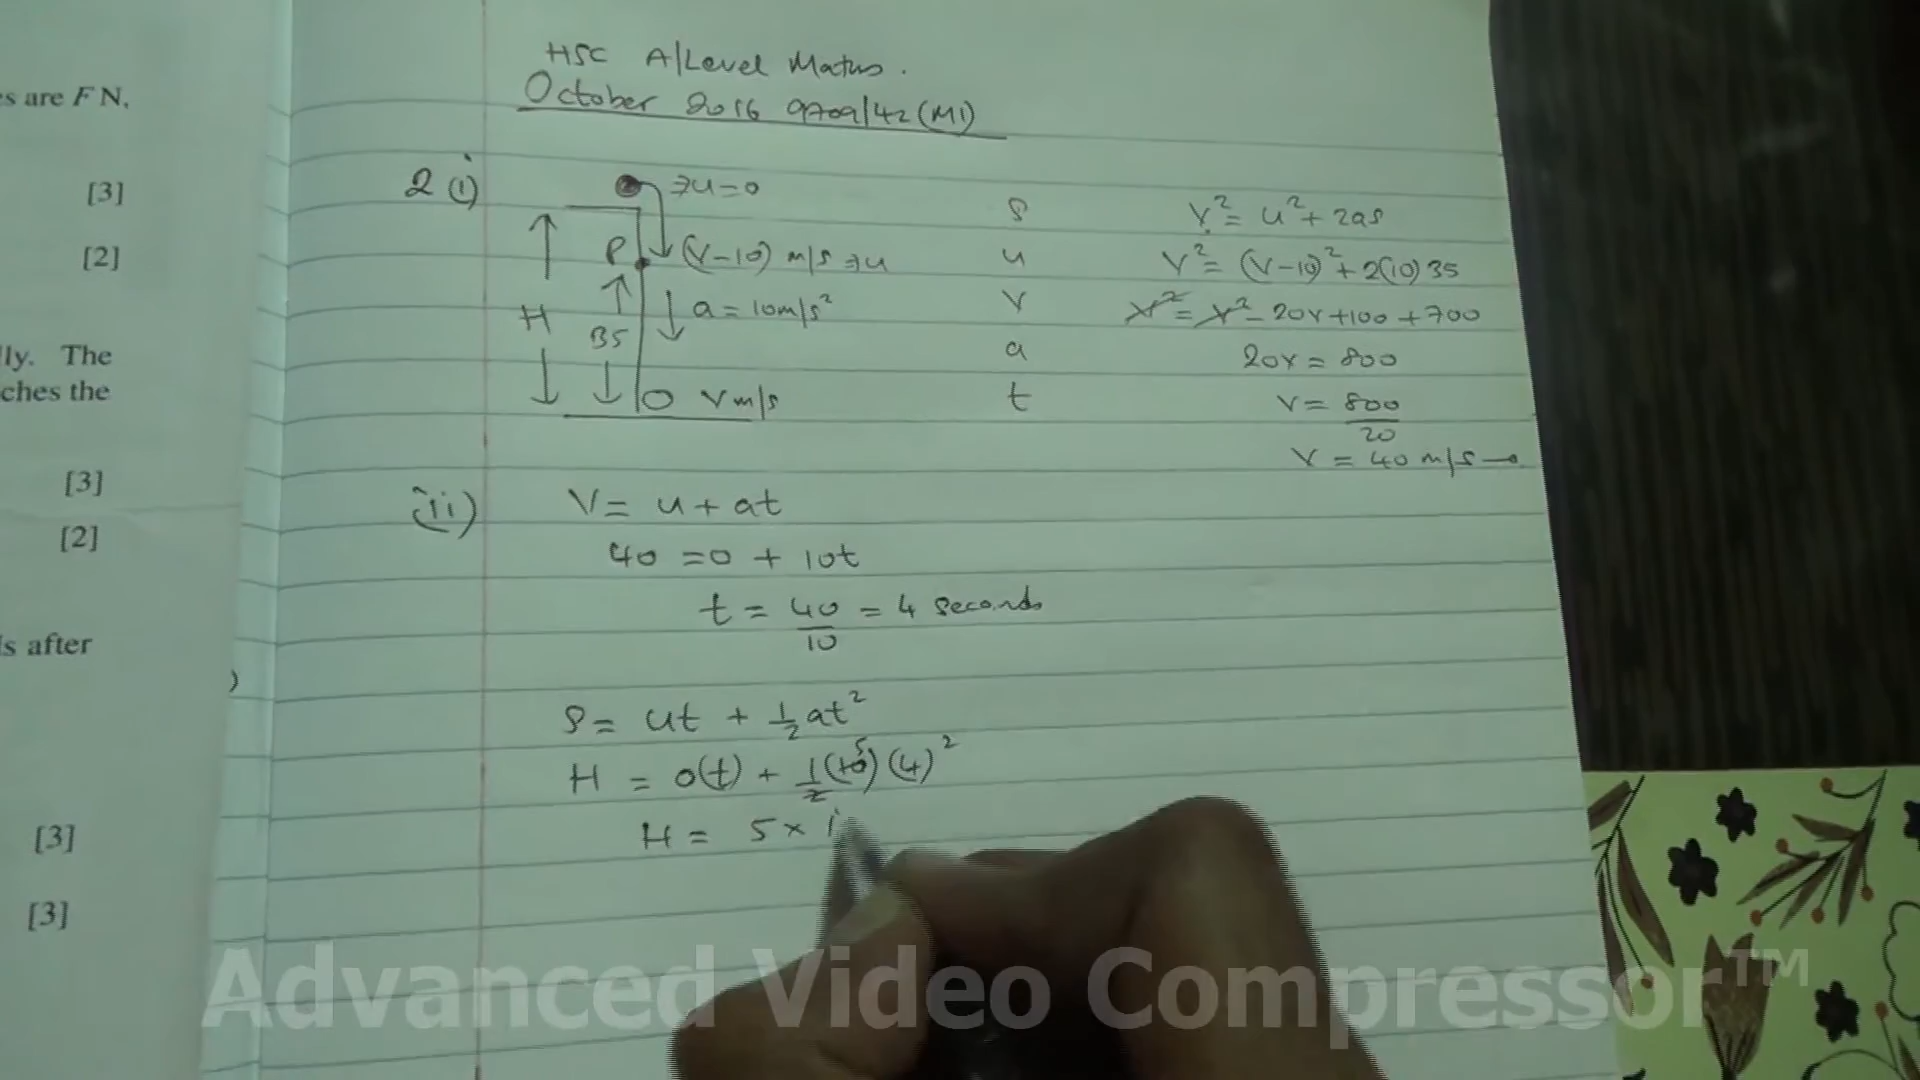 s are F N,
[3]
[2]
lly. The
ches the
[3]
[2]
s after
)
[3]
[3]
HSC A/Level Maths.
October 2016 9709/42 (M1)
2 (i)
→u=0
P (V-10) m/s →u
a = 10m/s²
H
35
O V m/s
s
u
v
a
t
V² = u² + 2as
V² = (V-10)² + 2(10)35
V² = V² - 20V+100 +700
20V = 800
V = 800/20
V = 40 m/s
(ii) V = u + at
40 = 0 + 10t
t = 40/10 = 4 seconds
S = ut + ½at²
H = 0(t) + 1/2(10)5(4)²
H = 5 × 1
Advanced Video Compressor™